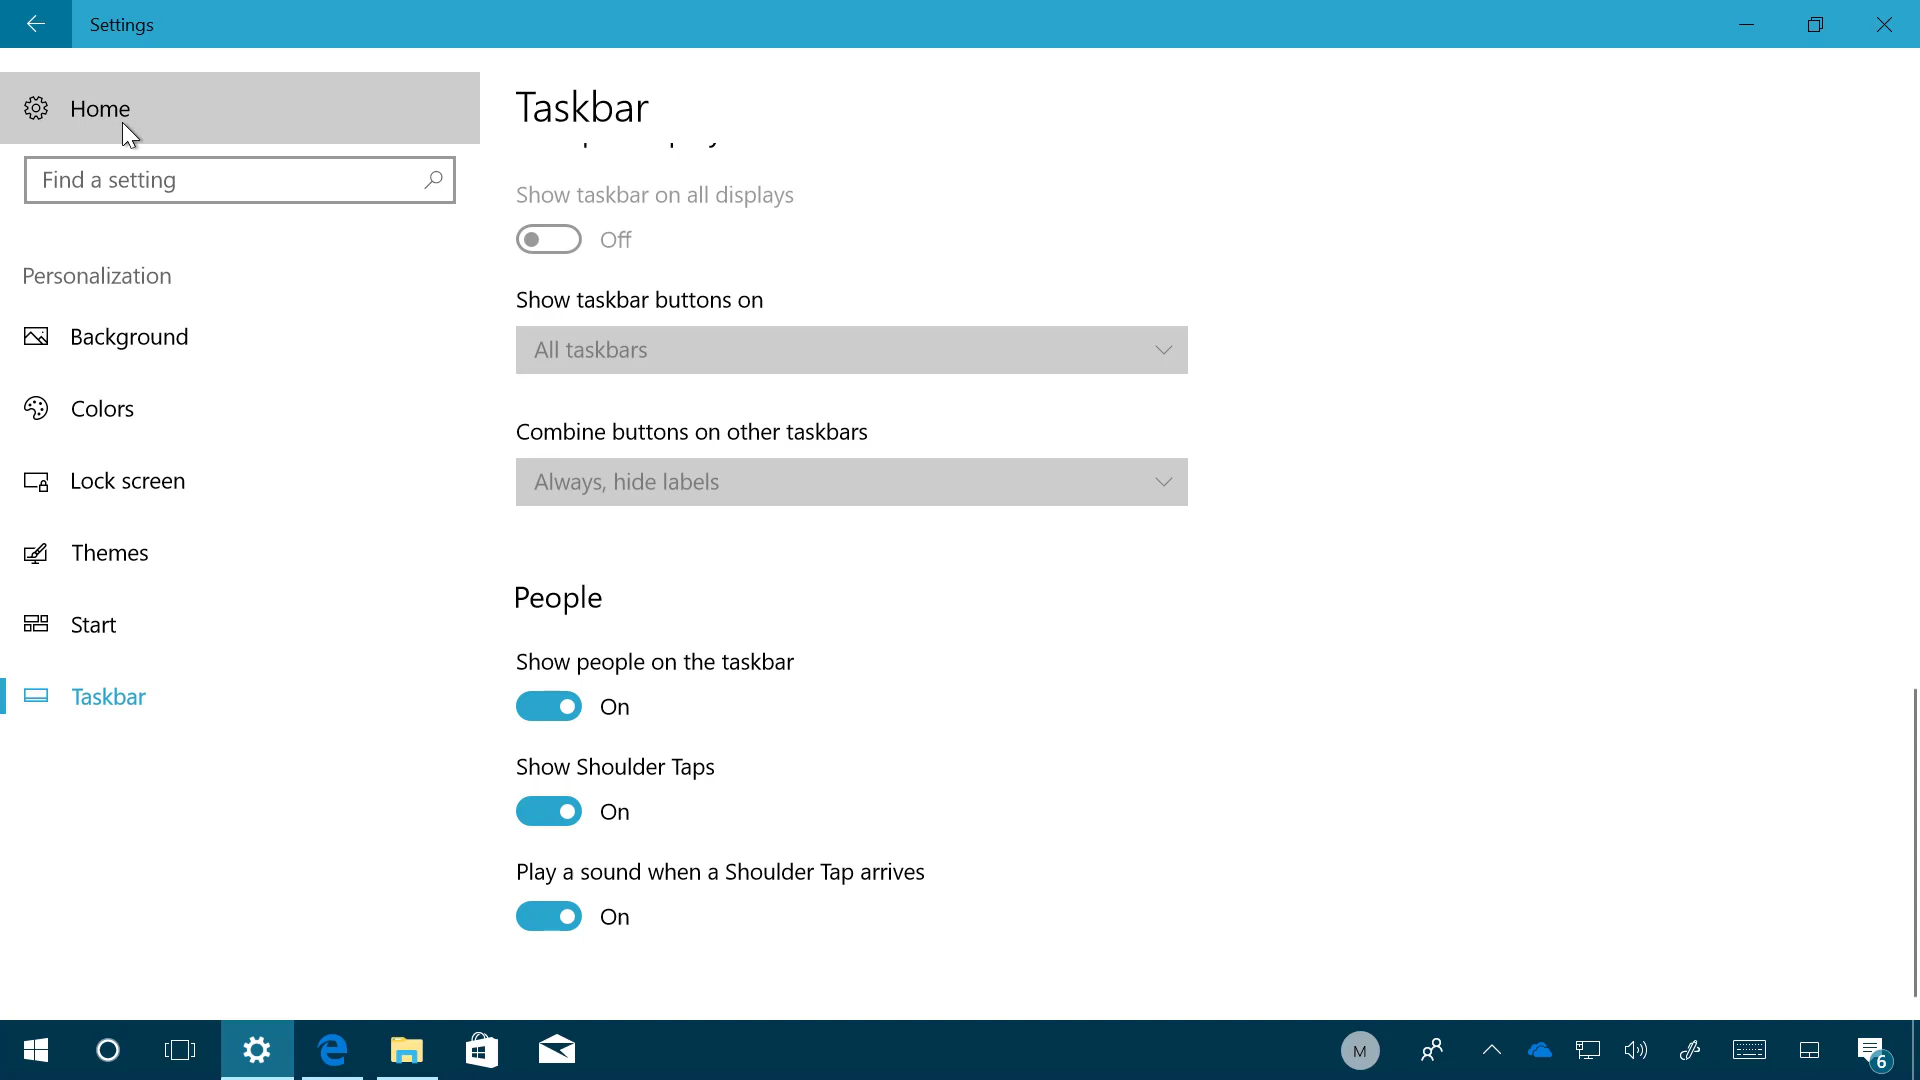 Settings
Home
Find a setting
Personalization
Background
Colors
Lock screen
Themes
Start
Taskbar
Taskbar
Show taskbar on all displays
Off
Show taskbar buttons on
All taskbars
Combine buttons on other taskbars
Always, hide labels
People
Show people on the taskbar
On
Show Shoulder Taps
On
Play a sound when a Shoulder Tap arrives
On
M
6